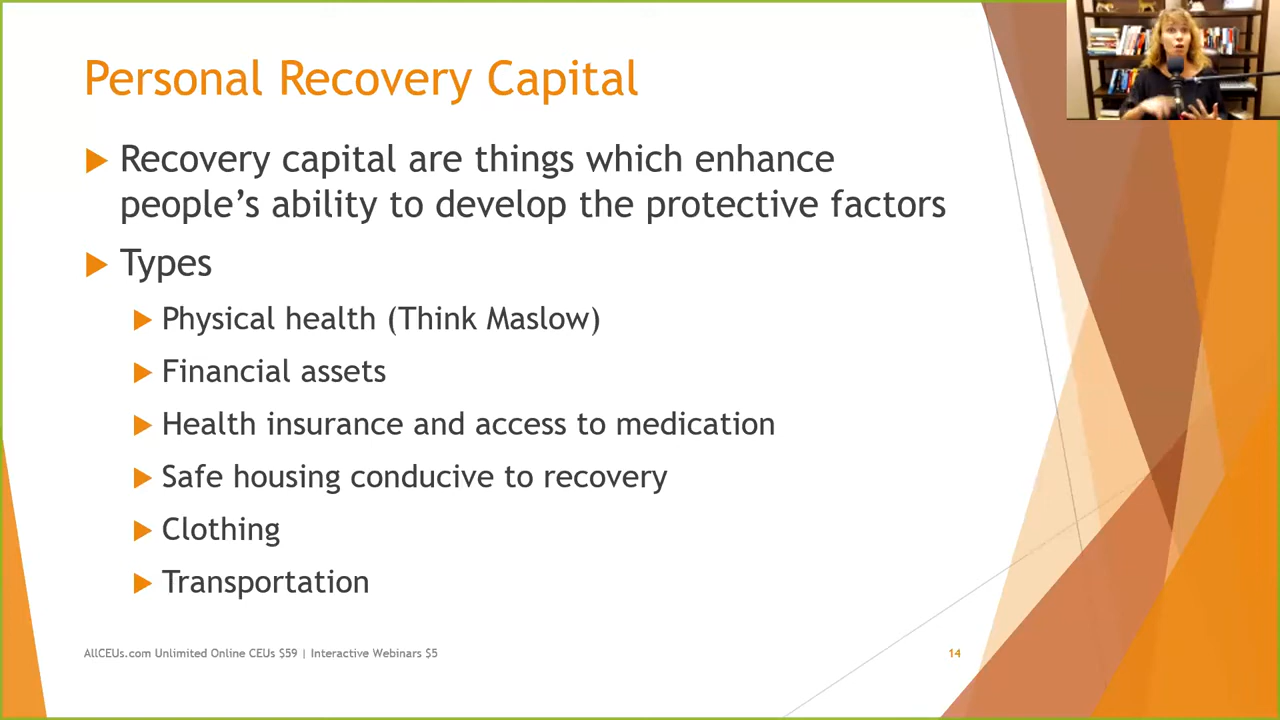 Personal Recovery Capital
Recovery capital are things which enhance
people’s ability to develop the protective factors
Types
Physical health (Think Maslow)
Financial assets
Health insurance and access to medication
Safe housing conducive to recovery
Clothing
Transportation
AllCEUs.com Unlimited Online CEUs $59 | Interactive Webinars $5
14